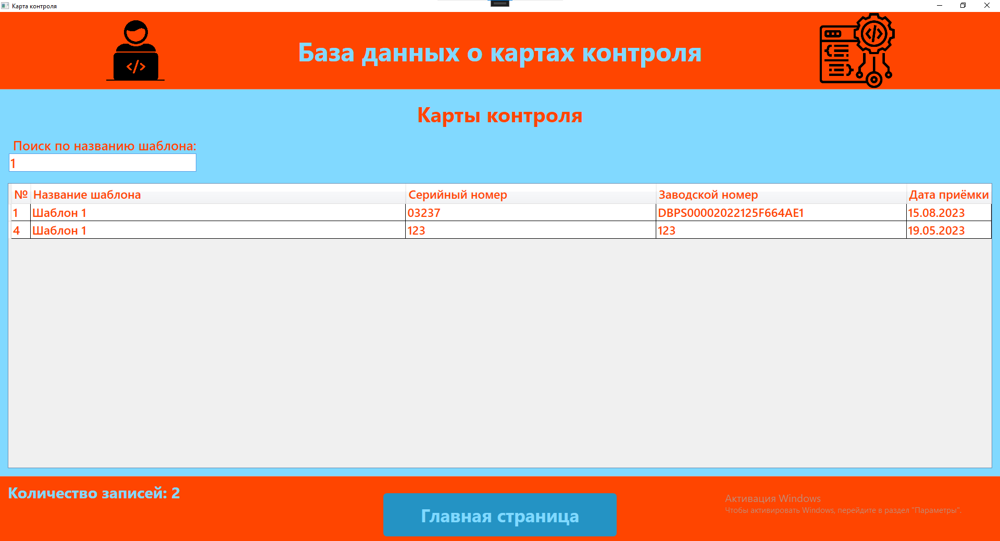 Карта контроля
База данных о картах контроля
Карты контроля
Поиск по названию шаблона:
1
№ Название шаблона Серийный номер Заводской номер Дата приёмки
1 Шаблон 1 03237 DBPS00002022125F664AE1 15.08.2023
4 Шаблон 1 123 123 19.05.2023
Количество записей: 2
Главная страница
Активация Windows
Чтобы активировать Windows, перейдите в раздел "Параметры".